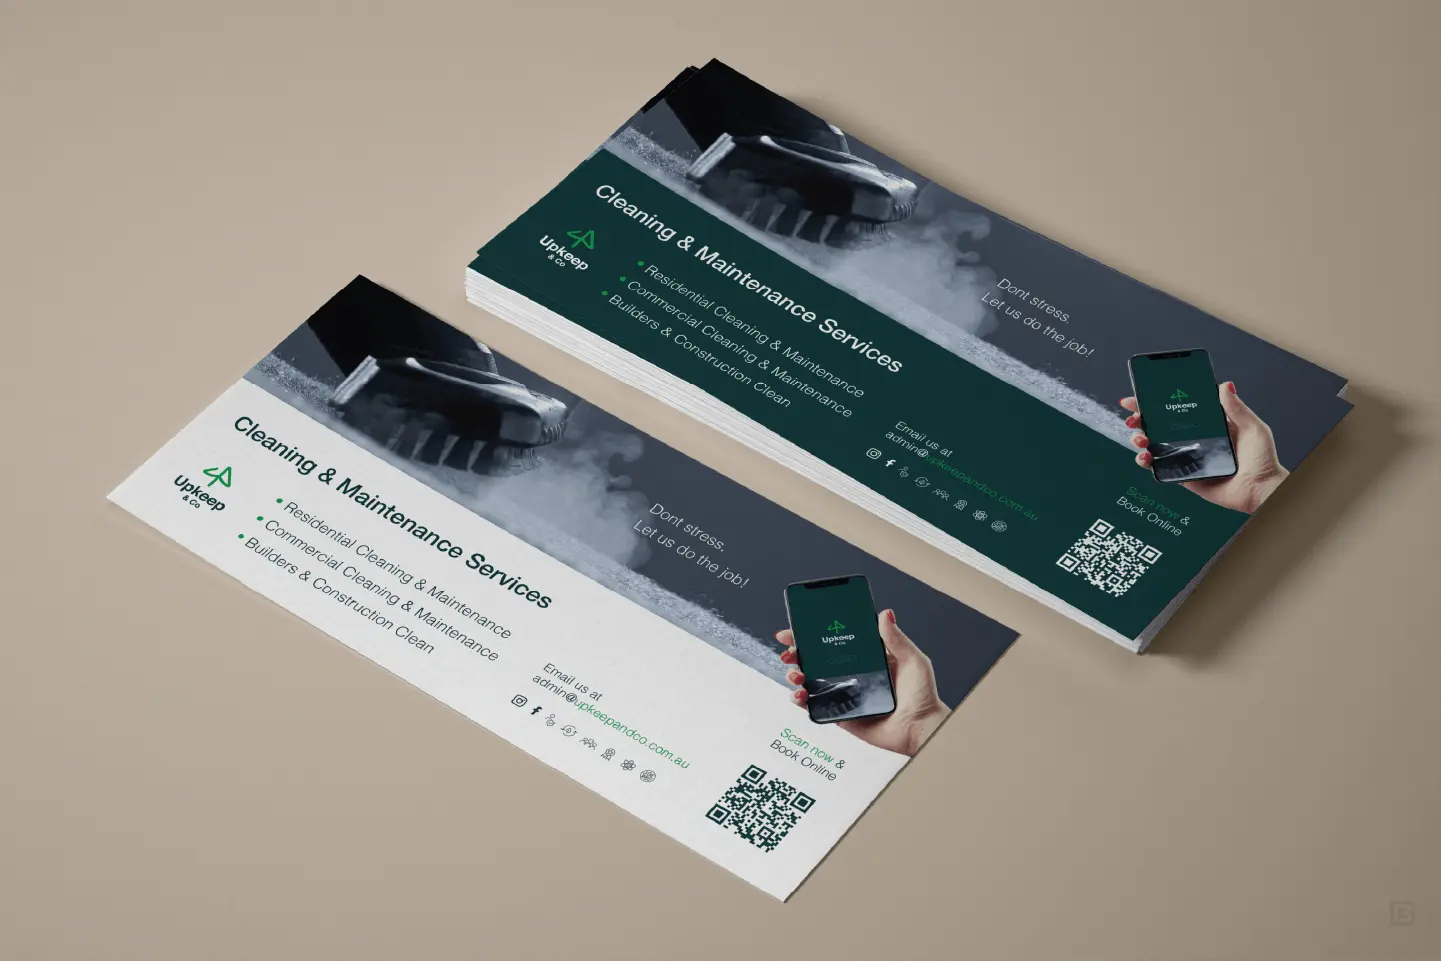 Cleaning & Maintenance Services
Upkeep
& Co
Residential Cleaning & Maintenance
Commercial Cleaning & Maintenance
Builders & Construction Clean
Dont stress,
Let us do the job!
Upkeep
& Co
Email us at
admin@upkeepandco.com.au
Scan now &
Book Online
Cleaning & Maintenance Services
Upkeep
& Co
Residential Cleaning & Maintenance
Commercial Cleaning & Maintenance
Builders & Construction Clean
Dont stress,
Let us do the job!
Upkeep
& Co
Email us at
admin@upkeepandco.com.au
Scan now &
Book Online